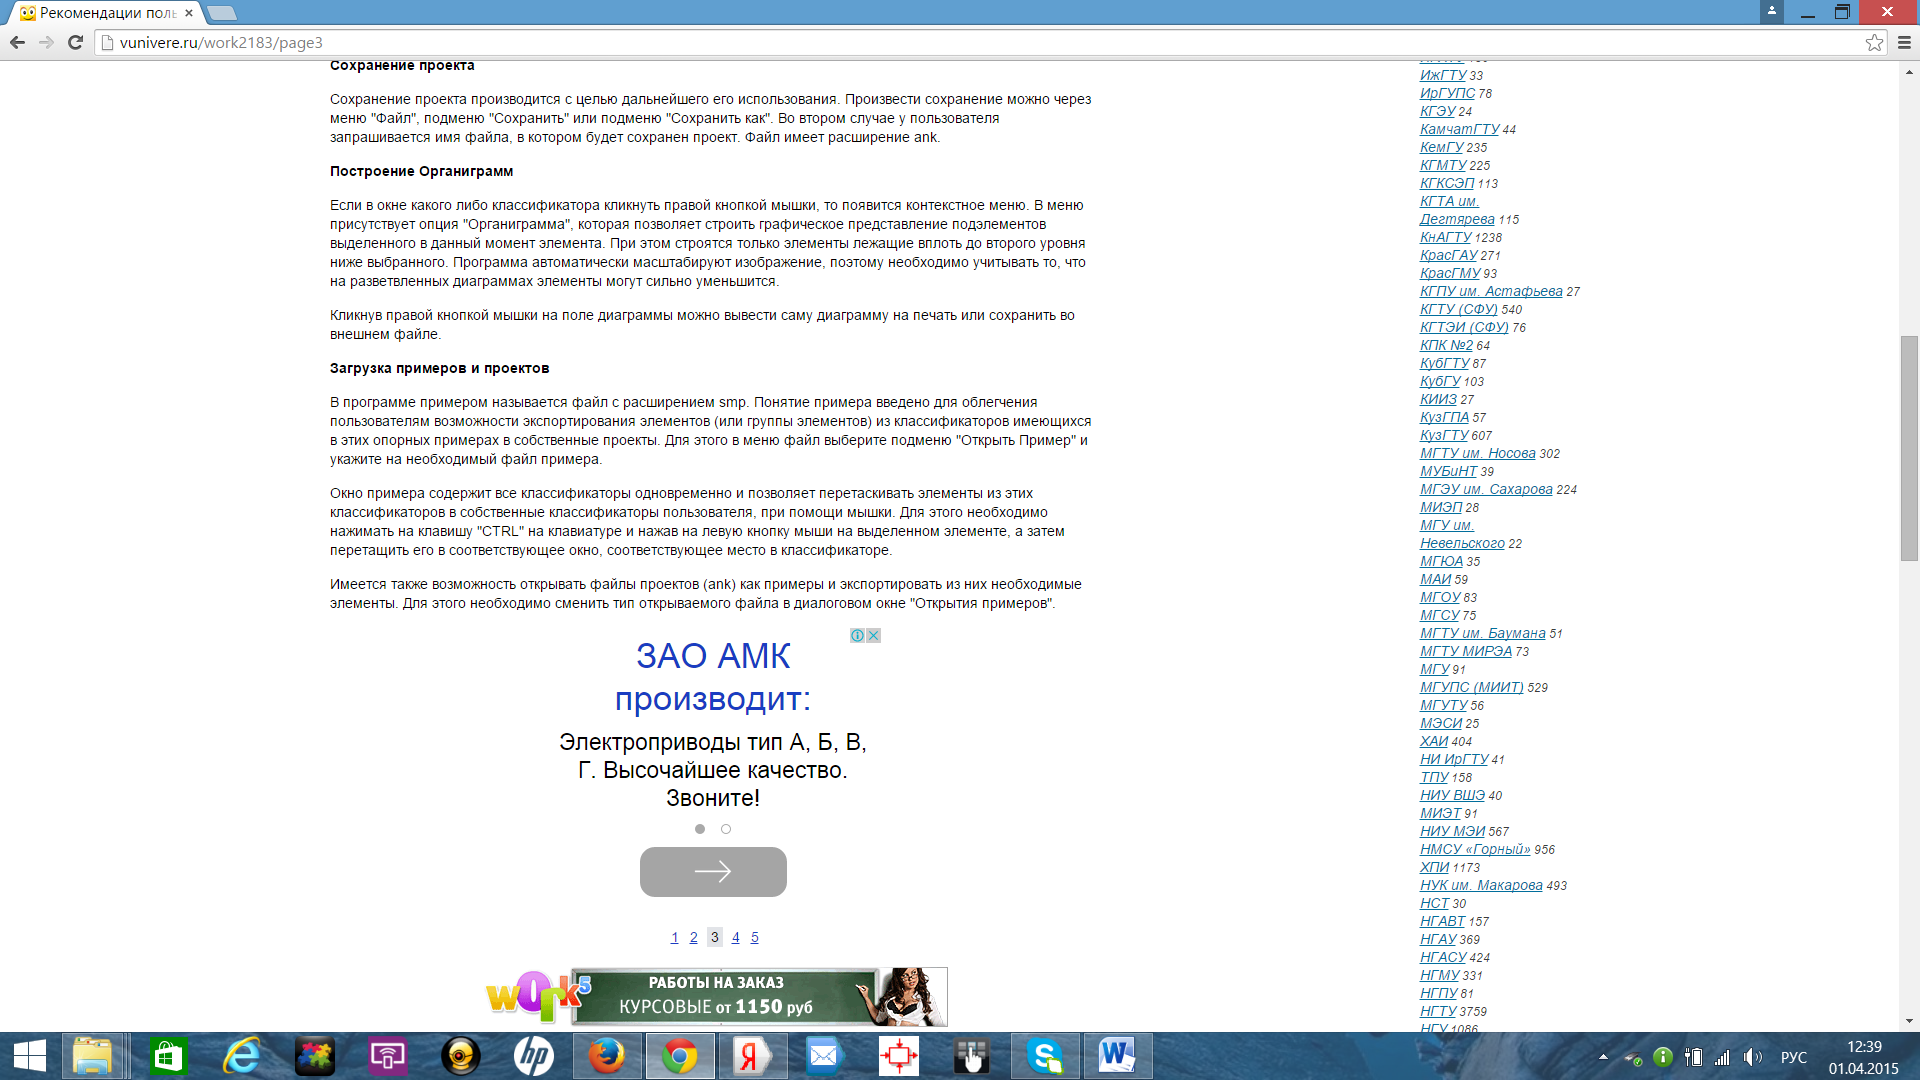 Рекомендации поль
vunivere.ru/work2183/page3
Сохранение проекта
Сохранение проекта производится с целью дальнейшего его использования. Произвести сохранение можно через
меню "Файл", подменю "Сохранить" или подменю "Сохранить как". Во втором случае у пользователя
запрашивается имя файла, в котором будет сохранен проект. Файл имеет расширение ank.
Построение Органиграмм
Если в окне какого либо классификатора кликнуть правой кнопкой мышки, то появится контекстное меню. В меню
присутствует опция "Органиграмма", которая позволяет строить графическое представление подэлементов
выделенного в данный момент элемента. При этом строятся только элементы лежащие вплоть до второго уровня
ниже выбранного. Программа автоматически масштабируют изображение, поэтому необходимо учитывать то, что
на разветвленных диаграммах элементы могут сильно уменьшится.
Кликнув правой кнопкой мышки на поле диаграммы можно вывести саму диаграмму на печать или сохранить во
внешнем файле.
Загрузка примеров и проектов
В программе примером называется файл с расширением smp. Понятие примера введено для облегчения
пользователям возможности экспортирования элементов (или группы элементов) из классификаторов имеющихся
в этих опорных примерах в собственные проекты. Для этого в меню файл выберите подменю "Открыть Пример" и
укажите на необходимый файл примера.
Окно примера содержит все классификаторы одновременно и позволяет перетаскивать элементы из этих
классификаторов в собственные классификаторы пользователя, при помощи мышки. Для этого необходимо
нажимать на клавишу "CTRL" на клавиатуре и нажав на левую кнопку мыши на выделенном элементе, а затем
перетащить его в соответствующее окно, соответствующее место в классификаторе.
Имеется также возможность открывать файлы проектов (ank) как примеры и экспортировать из них необходимые
элементы. Для этого необходимо сменить тип открываемого файла в диалоговом окне "Открытия примеров".
ЗАО АМК
производит:
Электроприводы тип А, Б, В,
Г. Высочайшее качество.
Звоните!
1 2 3 4 5
work5
РАБОТЫ НА ЗАКАЗ
КУРСОВЫЕ от 1150 руб
ИжГТУ 33
ИрГУПС 78
КГЭУ 24
КамчатГТУ 44
КемГУ 235
КГМТУ 225
КГКСЭП 113
КГТА им.
Дегтярева 115
КнАГТУ 1238
КрасГАУ 271
КрасГМУ 93
КГПУ им. Астафьева 27
КГТУ (СФУ) 540
КГТЭИ (СФУ) 76
КПК №2 64
КубГТУ 87
КубГУ 103
КИИЗ 27
КузГПА 57
КузГТУ 607
МГТУ им. Носова 302
МУБиНТ 39
МГЭУ им. Сахарова 224
МИЭП 28
МГУ им.
Невельского 22
МГЮА 35
МАИ 59
МГОУ 83
МГСУ 75
МГТУ им. Баумана 51
МГТУ МИРЭА 73
МГУ 91
МГУПС (МИИТ) 529
МГУТУ 56
МЭСИ 25
ХАИ 404
НИ ИрГТУ 41
ТПУ 158
НИУ ВШЭ 40
МИЭТ 91
НИУ МЭИ 567
НМСУ «Горный» 956
ХПИ 1173
НУК им. Макарова 493
НСТ 30
НГАВТ 157
НГАУ 369
НГАСУ 424
НГМУ 331
НГПУ 81
НГТУ 3759
НГУ 1086
РУС
12:39
01.04.2015